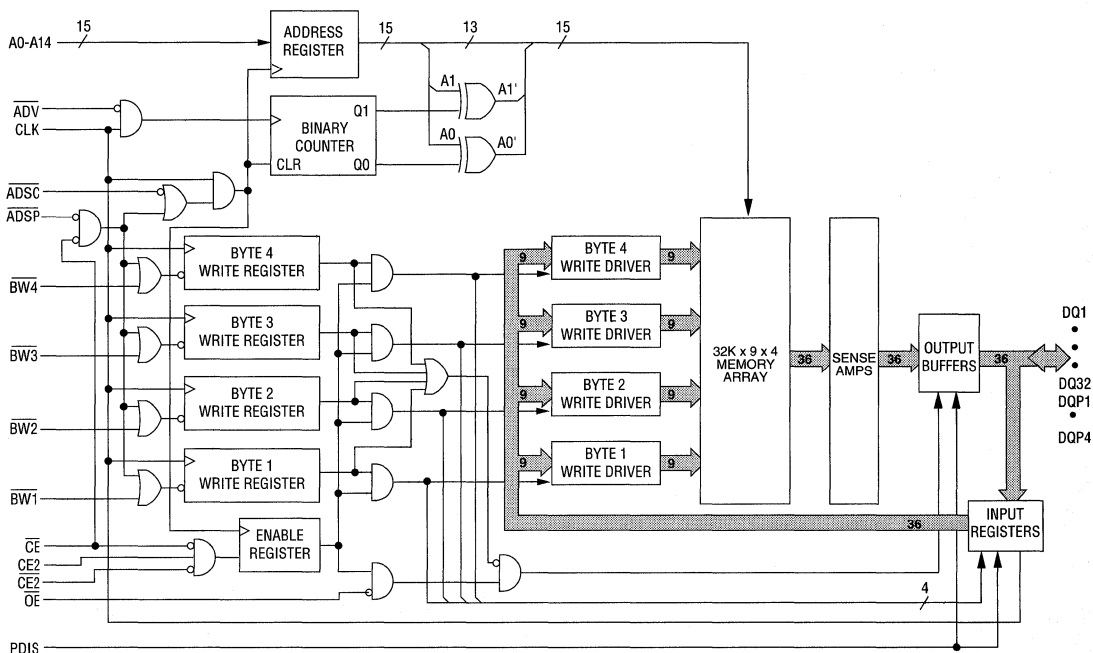 A0-A14
15
ADDRESS
REGISTER
15
13
15
ADV
CLK
BINARY
COUNTER
Q1
Q0
CLR
A1
A1'
A0
A0'
ADSC
ADSP
BW4
BYTE 4
WRITE REGISTER
BW3
BYTE 3
WRITE REGISTER
BW2
BYTE 2
WRITE REGISTER
BW1
BYTE 1
WRITE REGISTER
CE
CE2
CE2
OE
ENABLE
REGISTER
PDIS
9
BYTE 4
WRITE DRIVER
9
9
BYTE 3
WRITE DRIVER
9
9
BYTE 2
WRITE DRIVER
9
9
BYTE 1
WRITE DRIVER
9
32K x 9 x 4
MEMORY
ARRAY
36
SENSE
AMPS
36
OUTPUT
BUFFERS
36
DQ1
DQ32
DQP1
DQP4
36
INPUT
REGISTERS
4